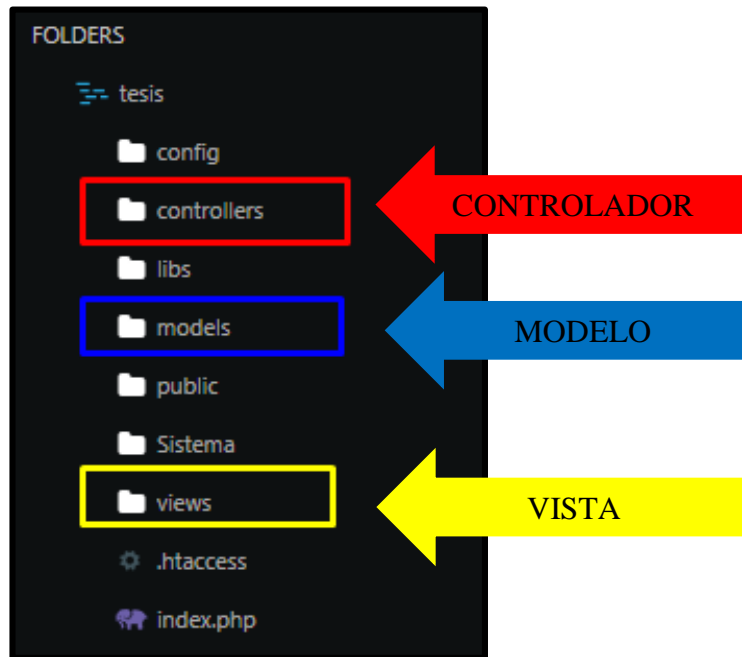 FOLDERS
tesis
config
controllers
CONTROLADOR
libs
models
MODELO
public
Sistema
views
VISTA
.htaccess
index.php